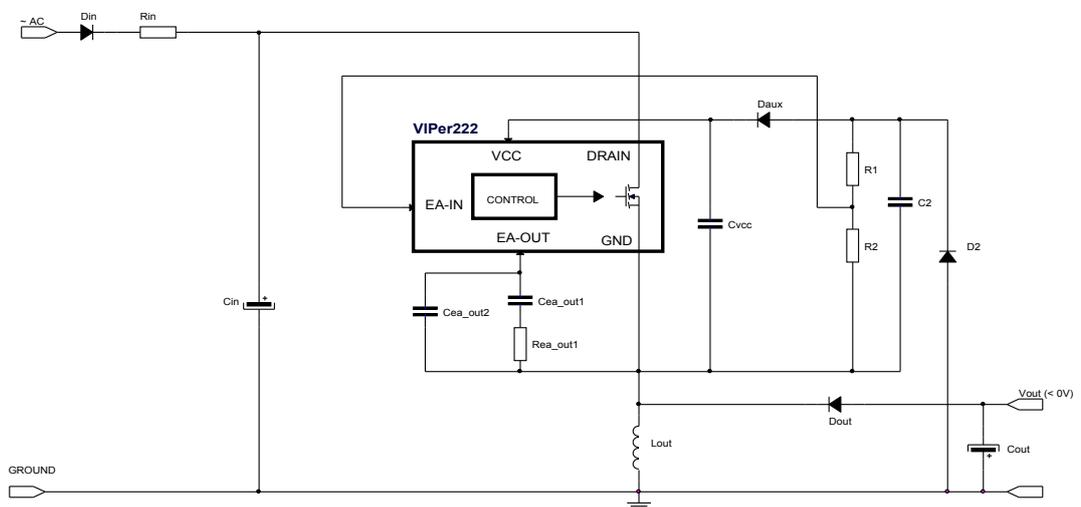 ~ AC
Din
Rin
Daux
VIPer222
VCC
DRAIN
R1
EA-IN
CONTROL
C2
Cvcc
EA-OUT
GND
R2
D2
Cin
+
Cea_out1
Cea_out2
Rea_out1
Vout (< 0V)
Dout
Lout
Cout
+
GROUND